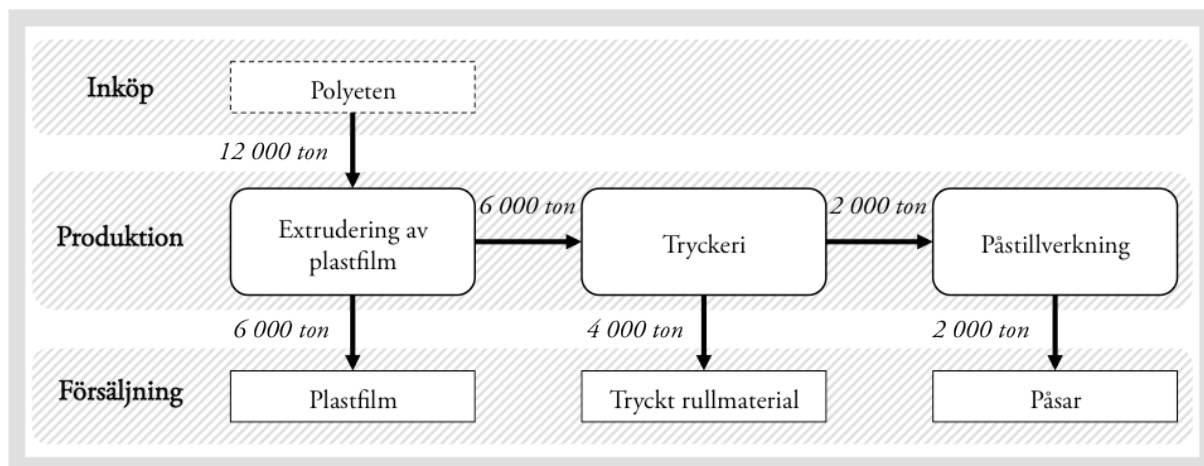 Inköp
Polyeten
12 000 ton
Produktion
Extrudering av
plastfilm
6 000 ton
Tryckeri
2 000 ton
Påstillverkning
6 000 ton
4 000 ton
2 000 ton
Försäljning
Plastfilm
Tryckt rullmaterial
Påsar